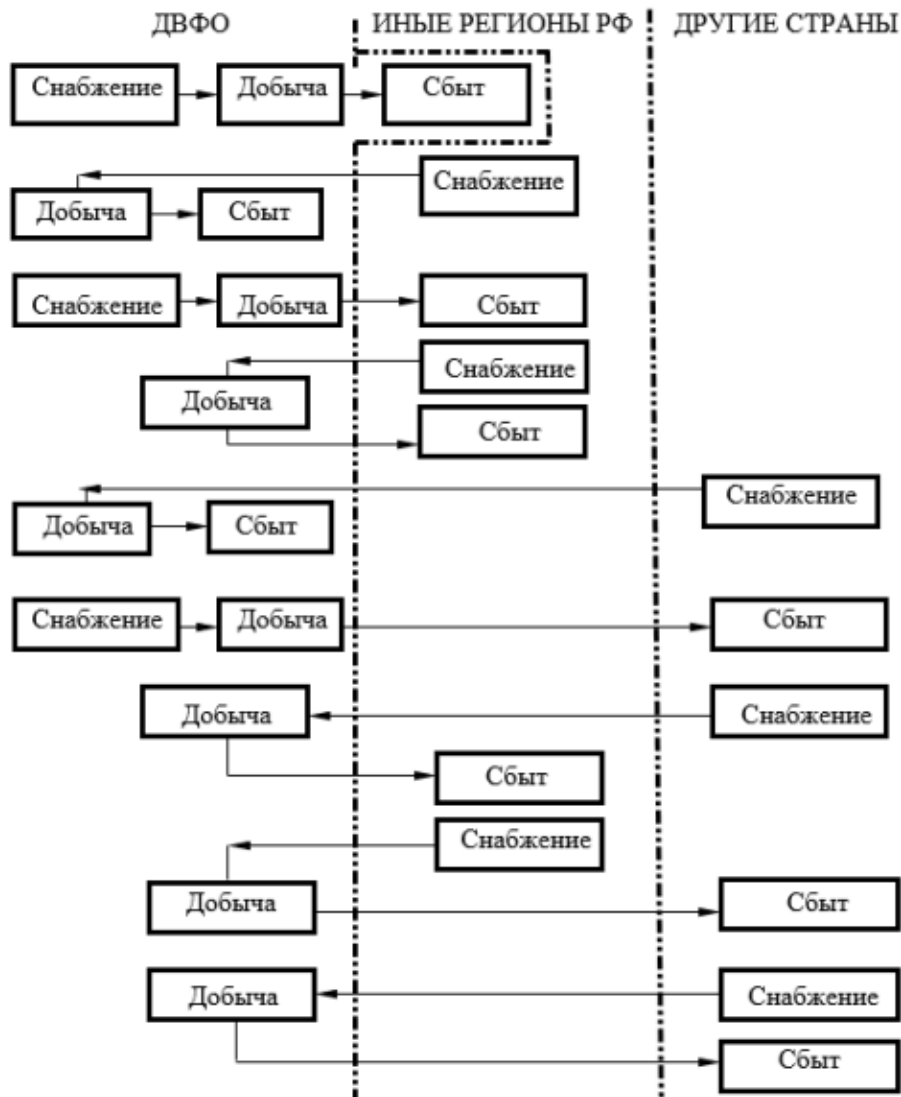 ДВФО ИНЫЕ РЕГИОНЫ РФ ДРУГИЕ СТРАНЫ
Снабжение Добыча Сбыт
Снабжение
Добыча Сбыт
Снабжение Добыча Сбыт
Снабжение
Добыча
Сбыт
Снабжение
Добыча Сбыт
Снабжение Добыча Сбыт
Добыча Снабжение
Сбыт
Снабжение
Добыча Сбыт
Добыча Снабжение
Сбыт